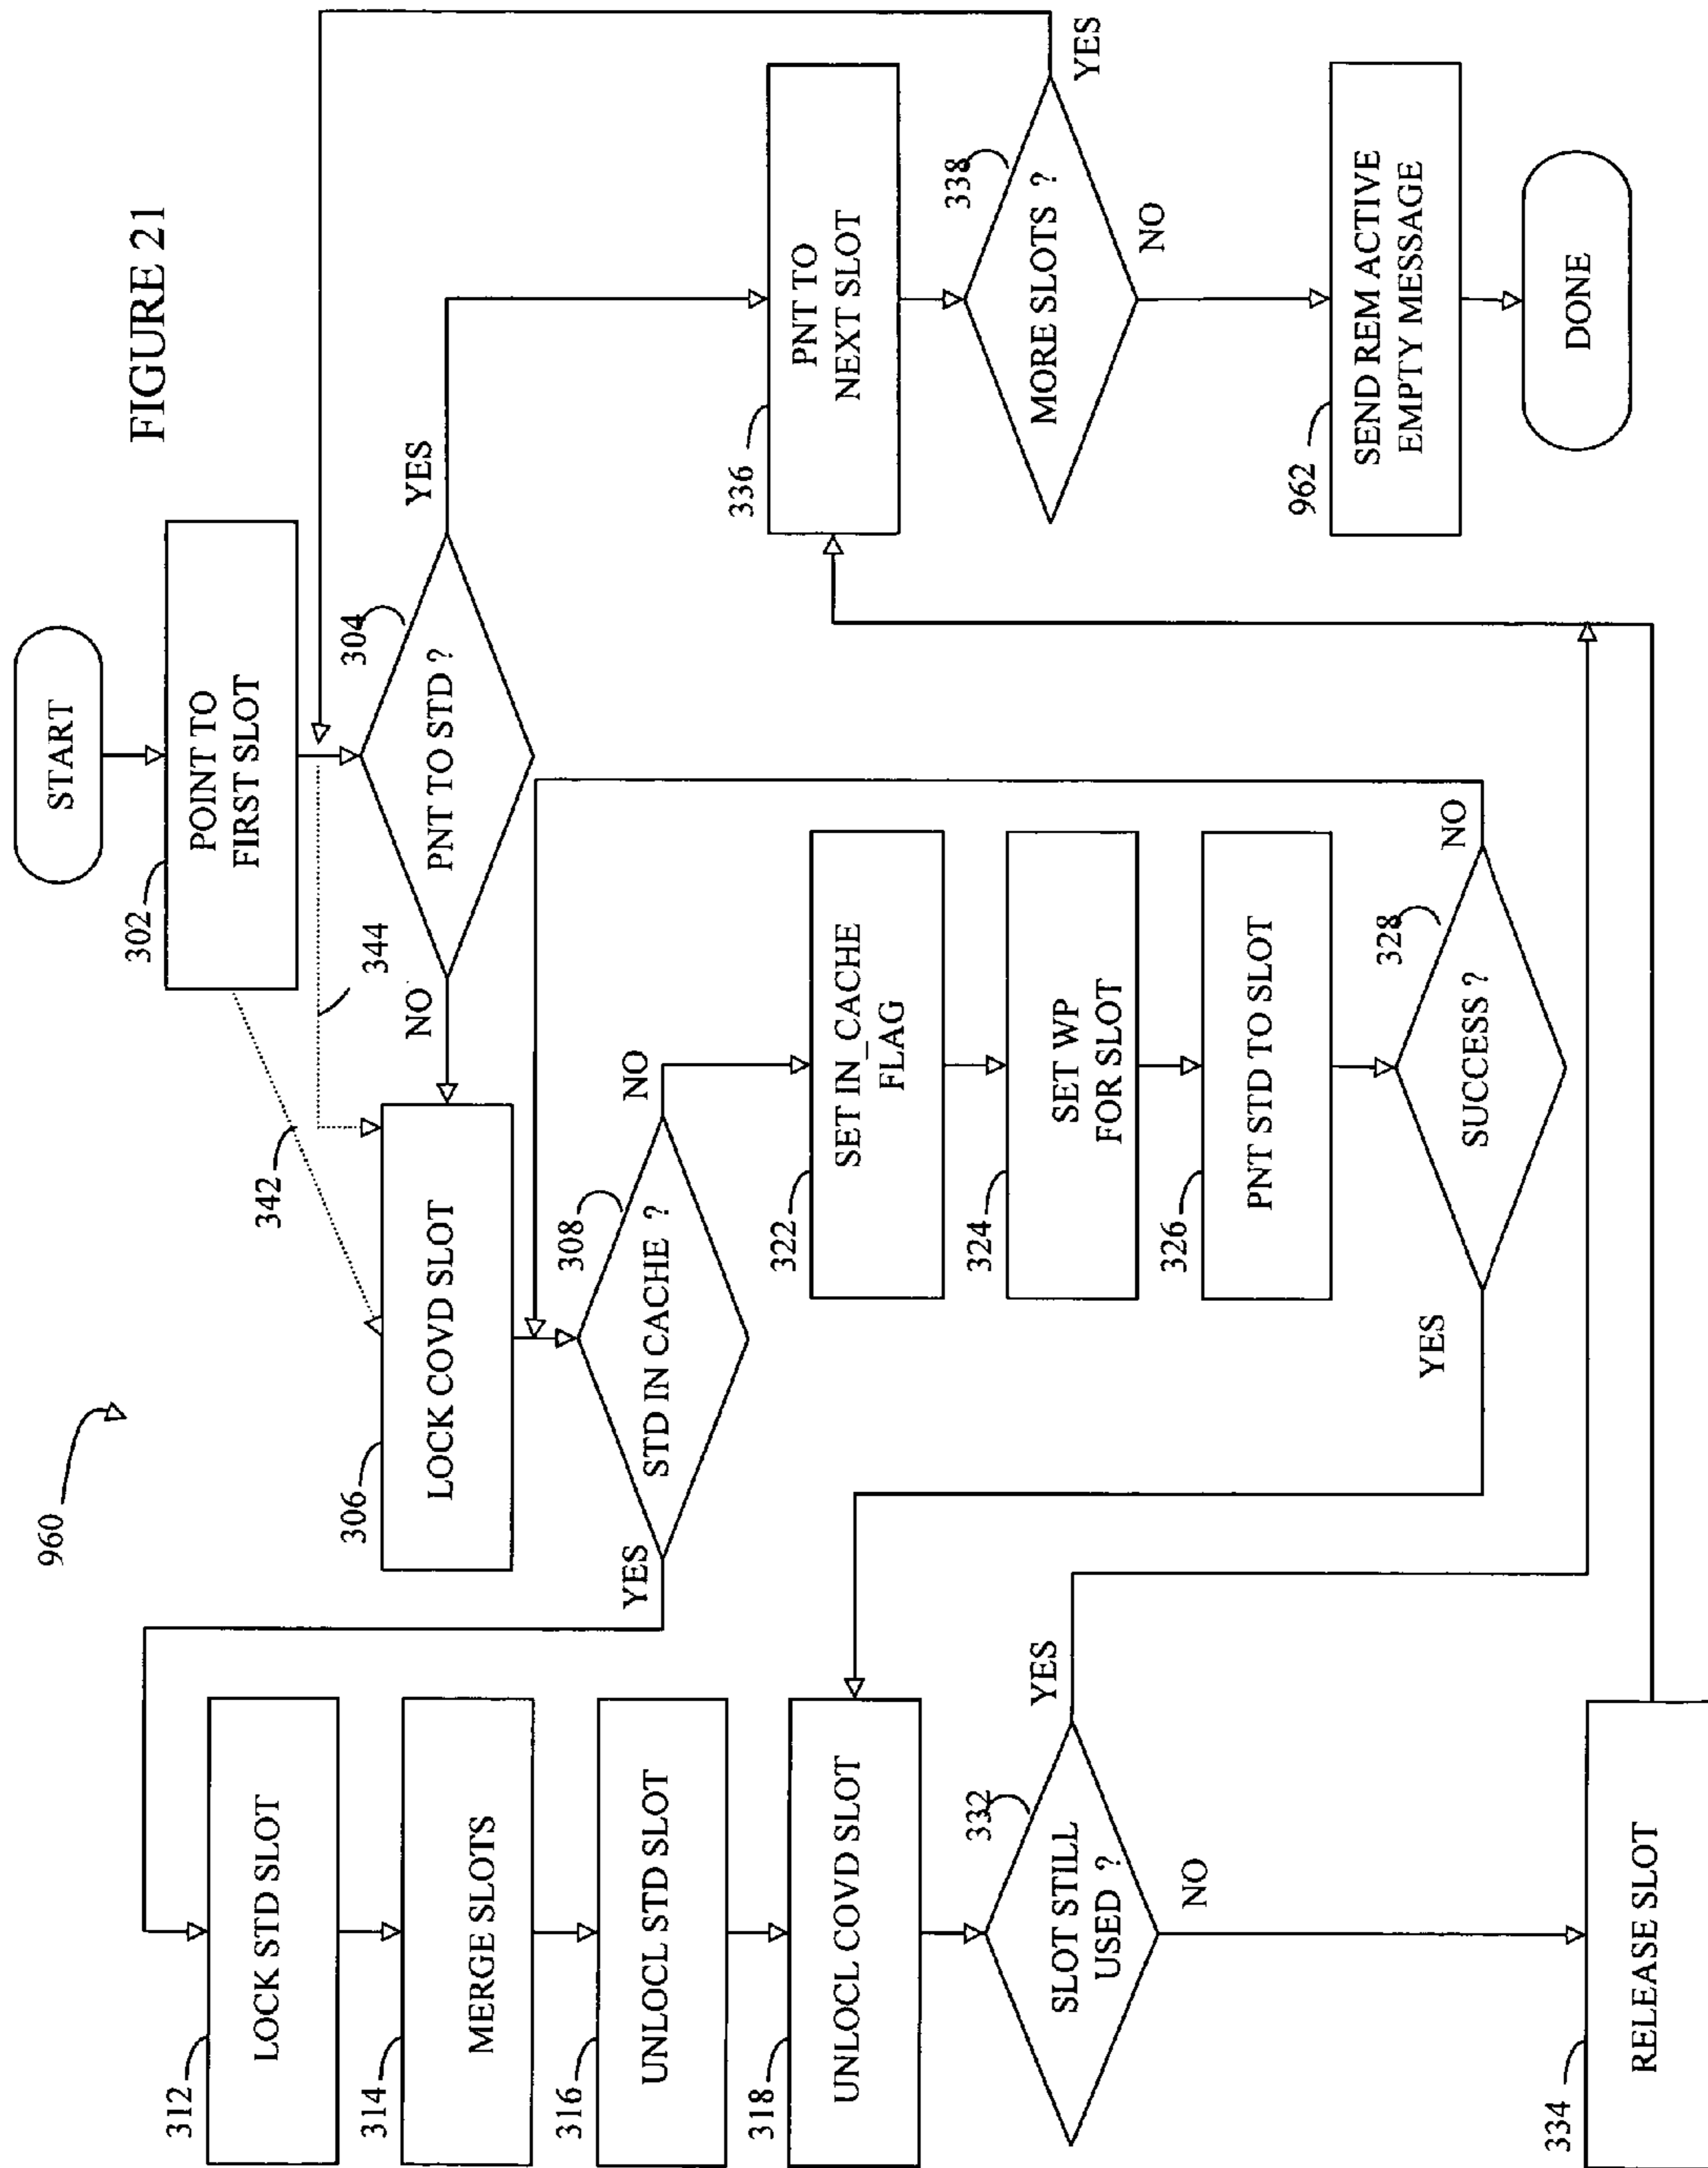 FIGURE 21
960
START
302
POINT TO
FIRST SLOT
342
344
304
PNT TO STD ?
NO
YES
306
LOCK COVD SLOT
308
STD IN CACHE ?
YES
NO
312
LOCK STD SLOT
314
MERGE SLOTS
316
UNLOCL STD SLOT
318
UNLOCL COVD SLOT
332
SLOT STILL
USED ?
YES
NO
334
RELEASE SLOT
322
SET IN_CACHE
FLAG
324
SET WP
FOR SLOT
326
PNT STD TO SLOT
328
SUCCESS ?
YES
NO
336
PNT TO
NEXT SLOT
338
MORE SLOTS ?
YES
NO
962
SEND REM ACTIVE
EMPTY MESSAGE
DONE